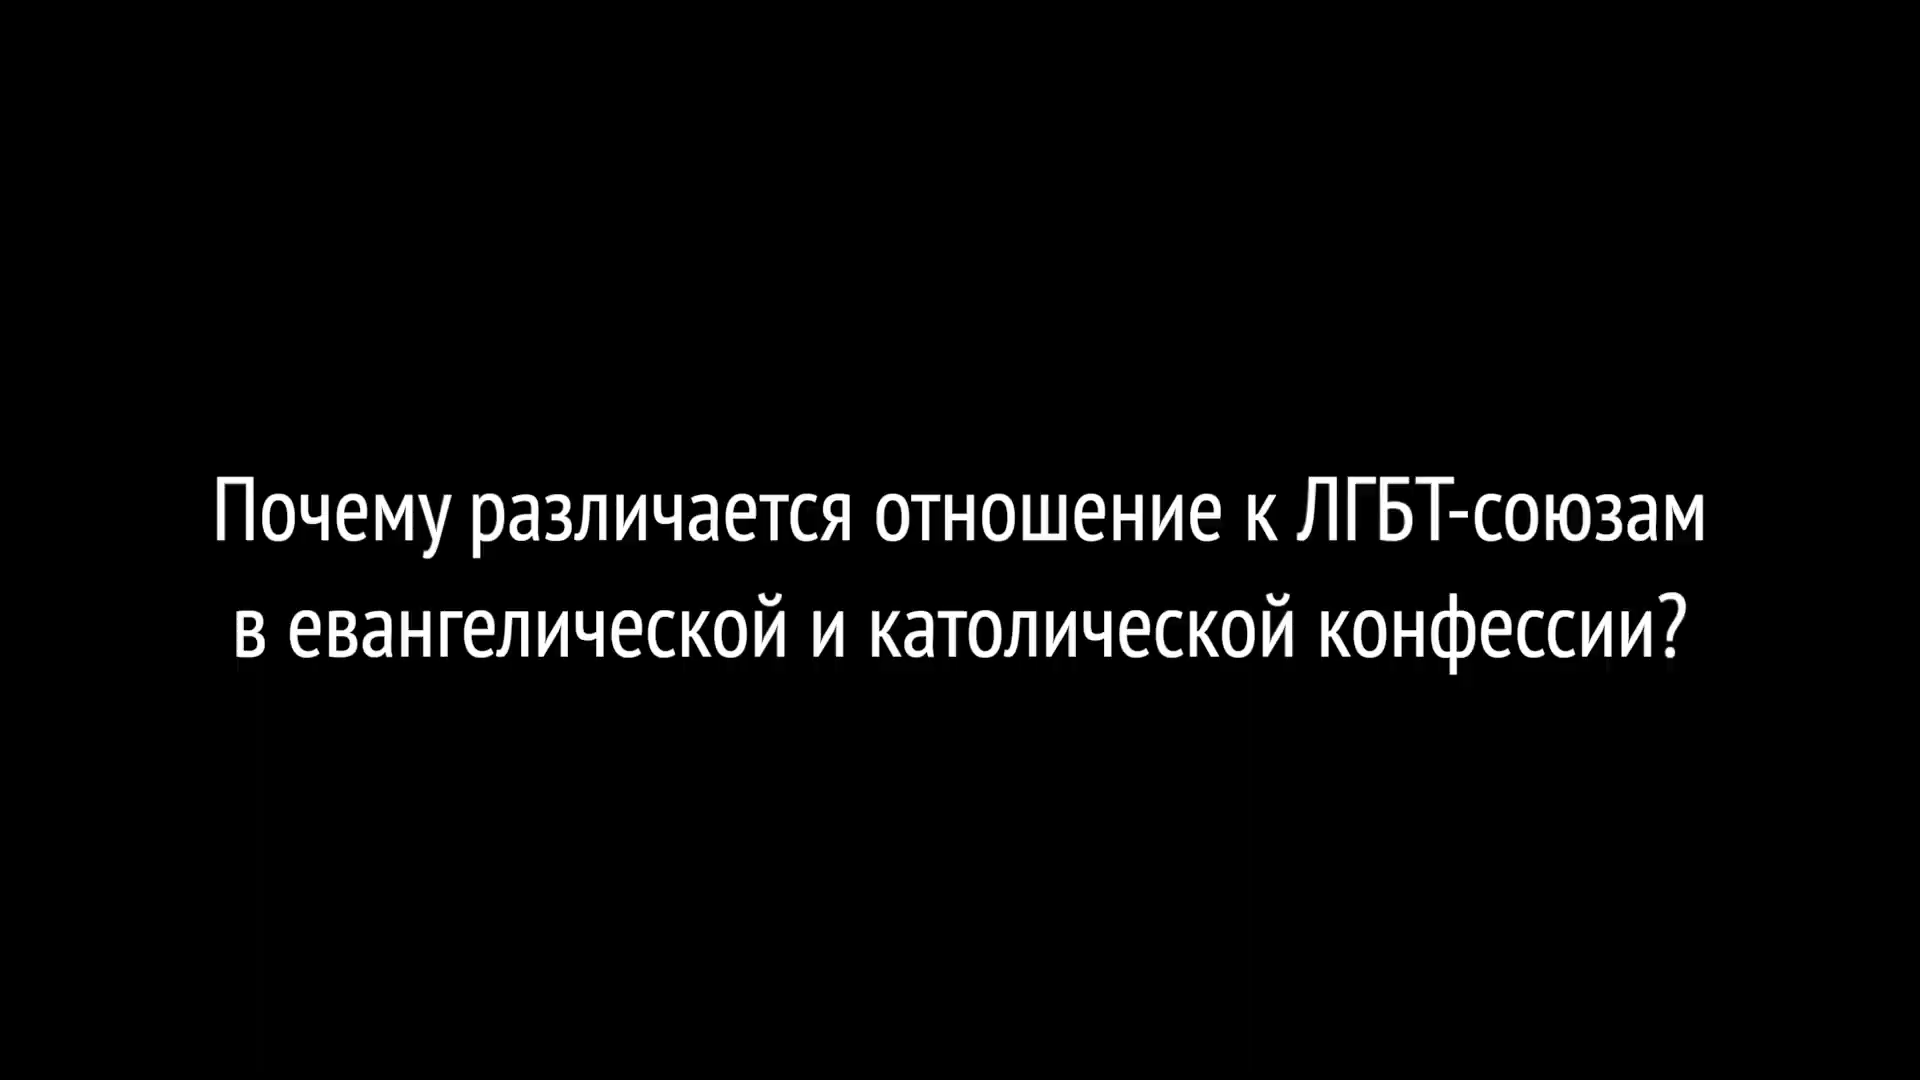 Почему различается отношение к ЛГБТ-союзам
в евангелической и католической конфессии?